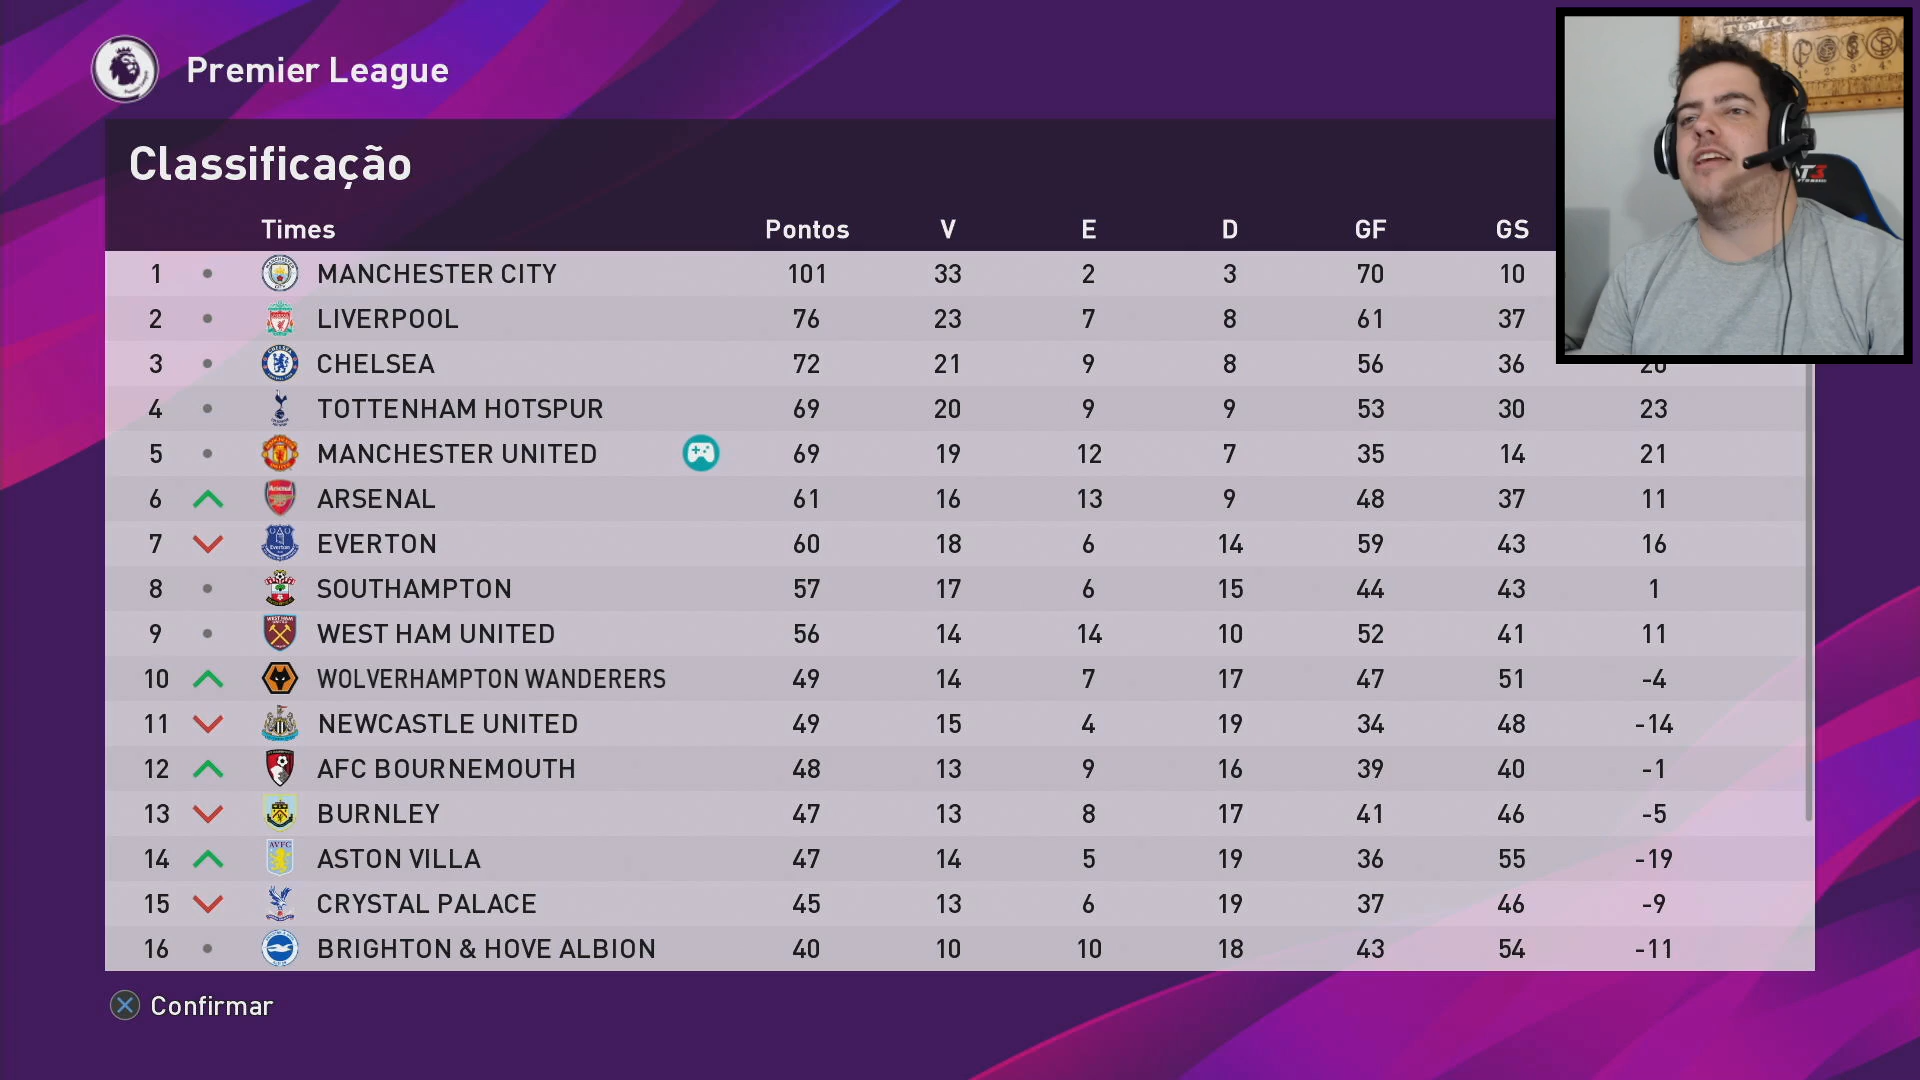 Premier League
Classificação
Times Pontos V E D GF GS
1 MANCHESTER CITY 101 33 2 3 70 10
2 LIVERPOOL 76 23 7 8 61 37
3 CHELSEA 72 21 9 8 56 36 20
4 TOTTENHAM HOTSPUR 69 20 9 9 53 30 23
5 MANCHESTER UNITED 69 19 12 7 35 14 21
6 ARSENAL 61 16 13 9 48 37 11
7 EVERTON 60 18 6 14 59 43 16
8 SOUTHAMPTON 57 17 6 15 44 43 1
9 WEST HAM UNITED 56 14 14 10 52 41 11
10 WOLVERHAMPTON WANDERERS 49 14 7 17 47 51 -4
11 NEWCASTLE UNITED 49 15 4 19 34 48 -14
12 AFC BOURNEMOUTH 48 13 9 16 39 40 -1
13 BURNLEY 47 13 8 17 41 46 -5
14 ASTON VILLA 47 14 5 19 36 55 -19
15 CRYSTAL PALACE 45 13 6 19 37 46 -9
16 BRIGHTON & HOVE ALBION 40 10 10 18 43 54 -11
Confirmar
TIMÃO
1° 2° 3° 4°
T3